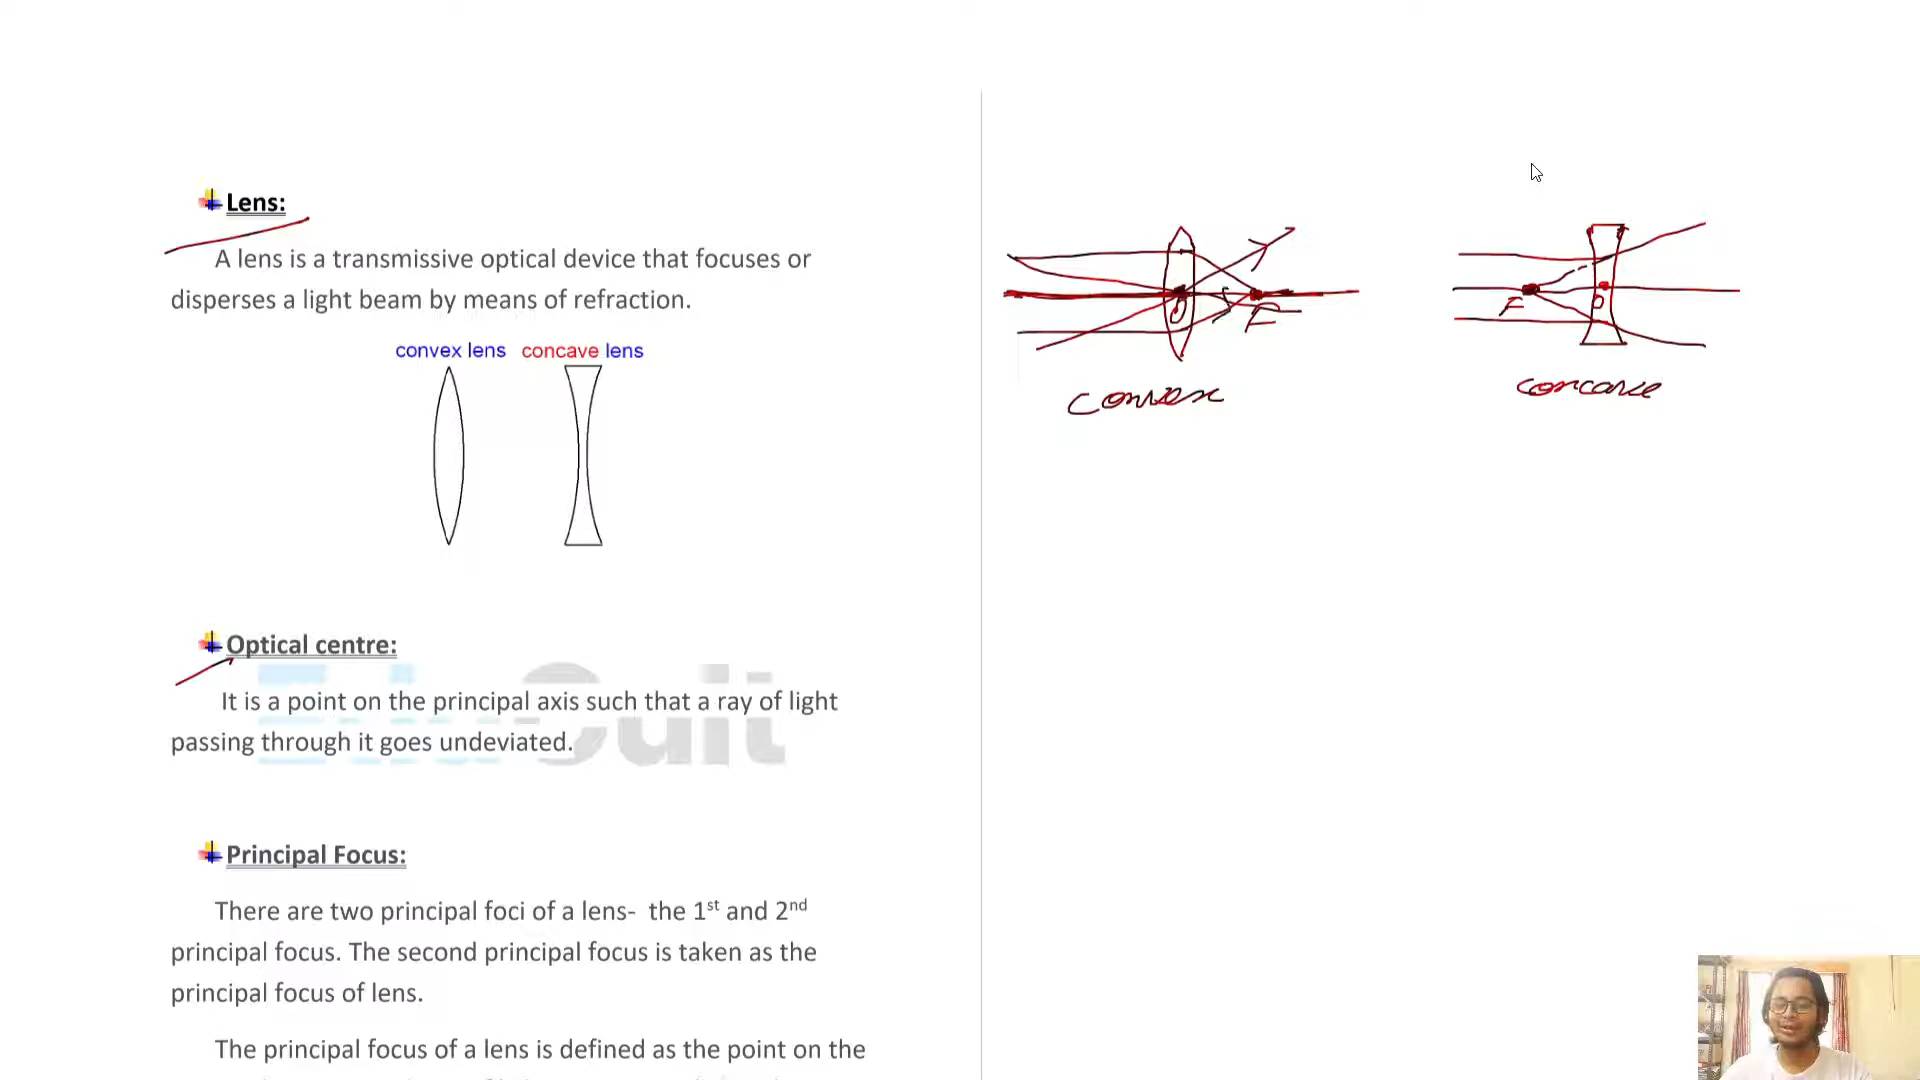 Lens:
A lens is a transmissive optical device that focuses or
disperses a light beam by means of refraction.
convex lens concave lens
Optical centre:
It is a point on the principal axis such that a ray of light
passing through it goes undeviated.
Principal Focus:
There are two principal foci of a lens- the 1st and 2nd
principal focus. The second principal focus is taken as the
principal focus of lens.
The principal focus of a lens is defined as the point on the
O F
convex
F O
concave